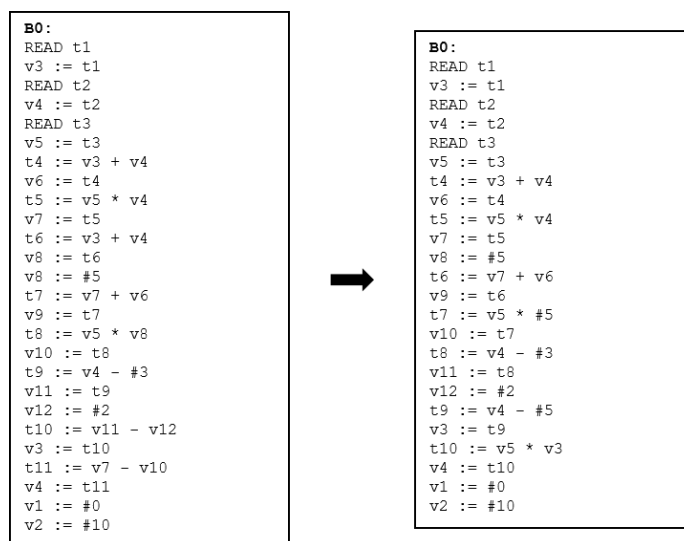 B0:
READ t1
v3 := t1
READ t2
v4 := t2
READ t3
v5 := t3
t4 := v3 + v4
v6 := t4
t5 := v5 * v4
v7 := t5
t6 := v3 + v4
v8 := t6
v8 := #5
t7 := v7 + v6
v9 := t7
t8 := v5 * v8
v10 := t8
t9 := v4 – #3
v11 := t9
v12 := #2
t10 := v11 – v12
v3 := t10
t11 := v7 – v10
v4 := t11
v1 := #0
v2 := #10
B0:
READ t1
v3 := t1
READ t2
v4 := t2
READ t3
v5 := t3
t4 := v3 + v4
v6 := t4
t5 := v5 * v4
v7 := t5
v8 := #5
t6 := v7 + v6
v9 := t6
t7 := v5 * #5
v10 := t7
t8 := v4 – #3
v11 := t8
v12 := #2
t9 := v4 – #5
v3 := t9
t10 := v5 * v3
v4 := t10
v1 := #0
v2 := #10